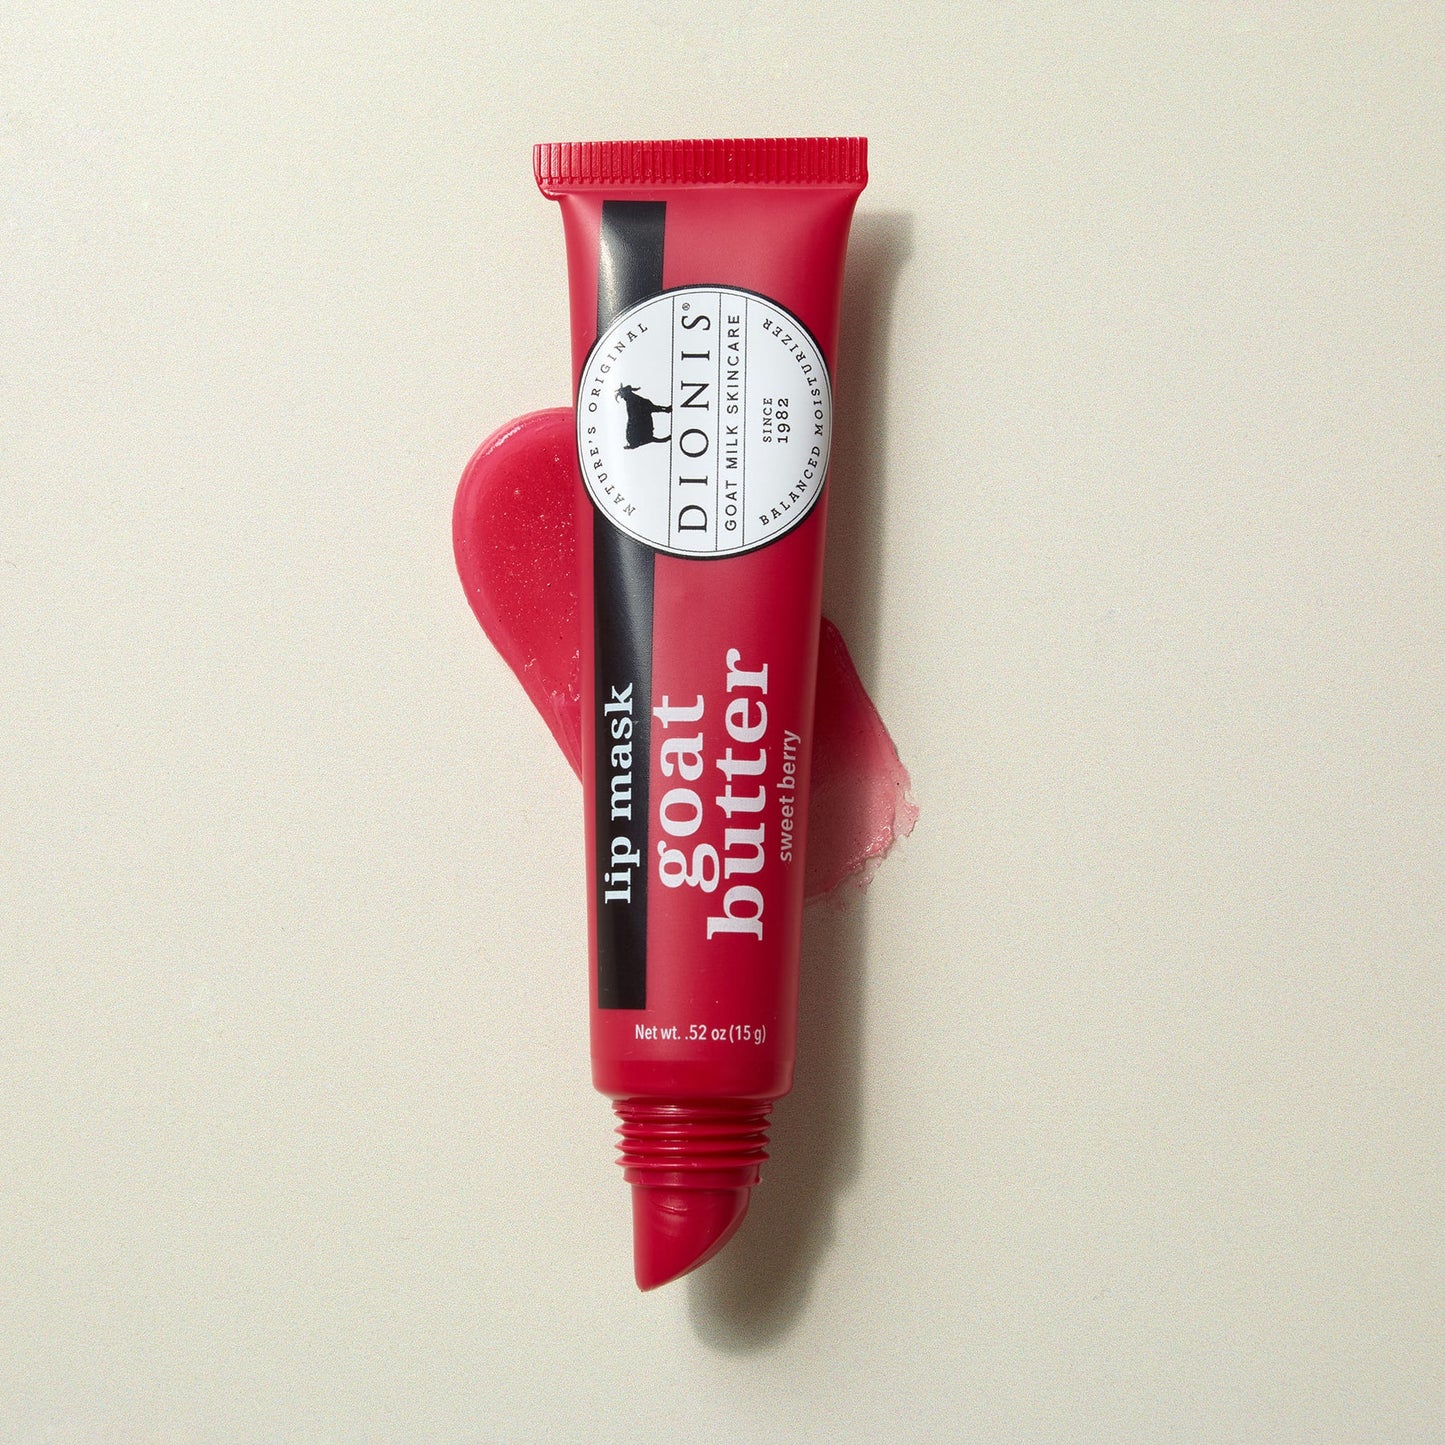 NATURE'S ORIGINAL
DIONIS®
GOAT MILK SKINCARE
SINCE
1982
BALANCED MOISTURIZER
lip mask
goat
butter
sweet berry
Net wt. .52 oz (15 g)